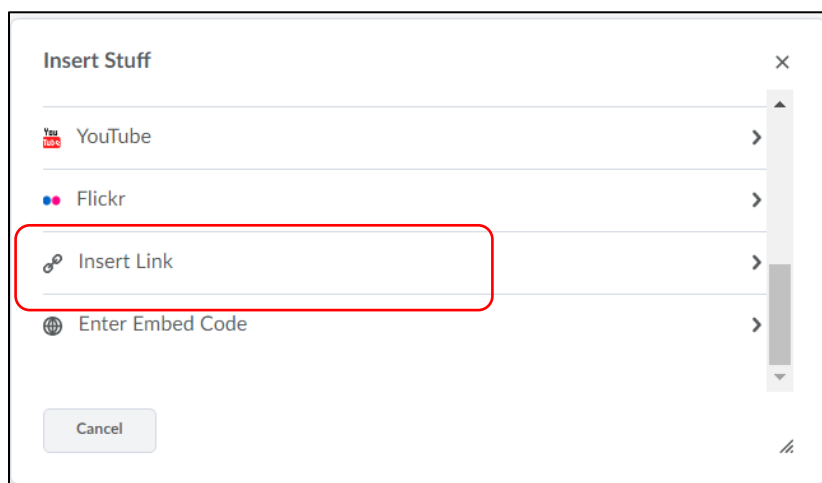 Insert Stuff
You
Tube
YouTube
Flickr
Insert Link
Enter Embed Code
Cancel